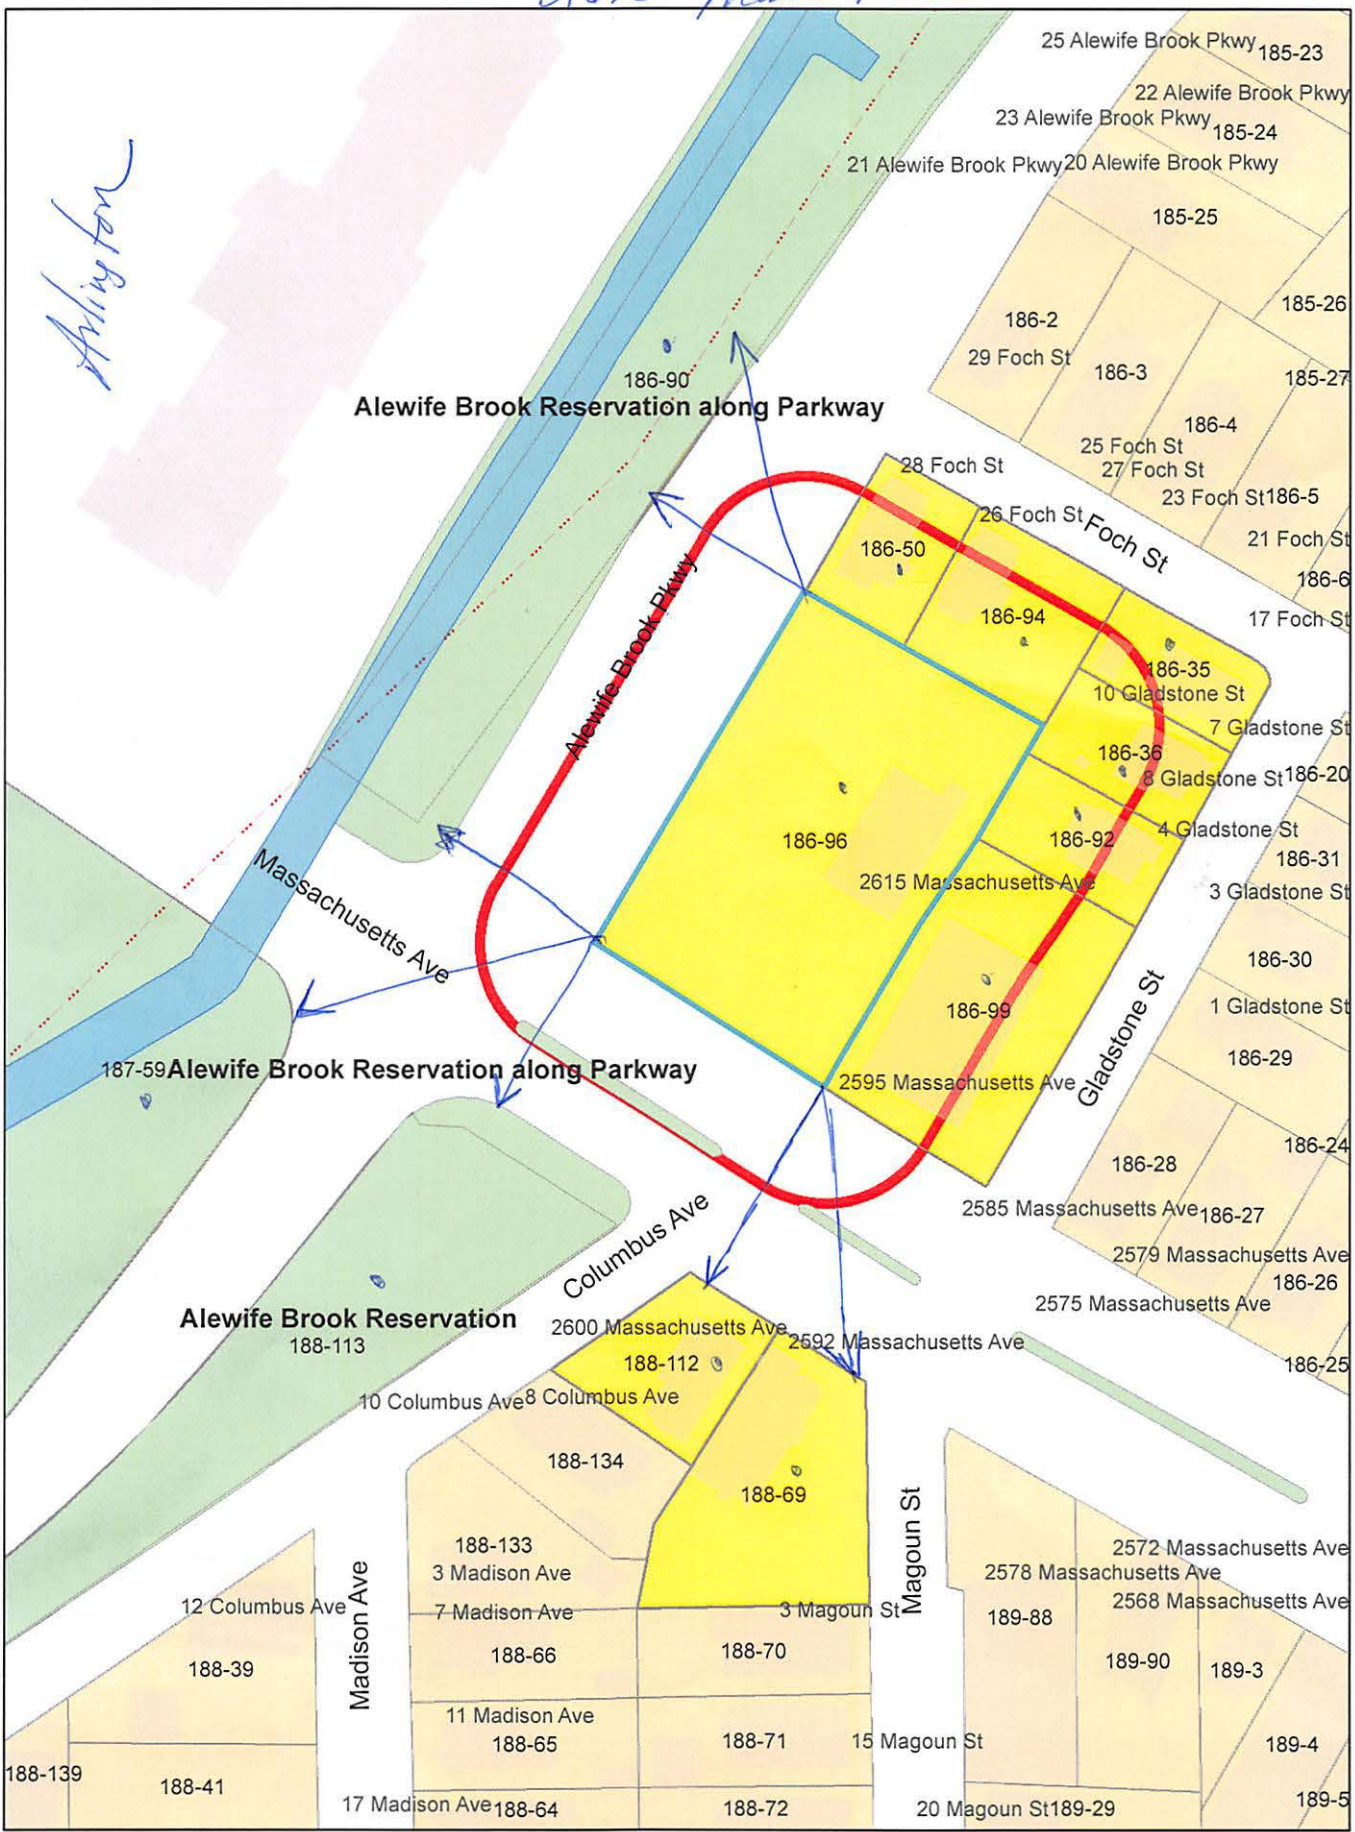 25 Alewife Brook Pkwy
185-23
22 Alewife Brook Pkwy
23 Alewife Brook Pkwy
185-24
21 Alewife Brook Pkwy
20 Alewife Brook Pkwy
185-25
Arlington
185-26
186-2
29 Foch St
186-3
185-27
186-90
Alewife Brook Reservation along Parkway
186-4
25 Foch St
27 Foch St
28 Foch St
23 Foch St
186-5
26 Foch St
Foch St
21 Foch St
186-50
186-6
186-94
17 Foch St
Alewife Brook Pkwy
186-35
10 Gladstone St
7 Gladstone St
186-36
8 Gladstone St
186-20
186-96
186-92
4 Gladstone St
186-31
2615 Massachusetts Ave
3 Gladstone St
Massachusetts Ave
186-30
186-99
1 Gladstone St
Gladstone St
186-29
187-59
Alewife Brook Reservation along Parkway
2595 Massachusetts Ave
186-24
186-28
2585 Massachusetts Ave
186-27
Columbus Ave
2579 Massachusetts Ave
186-26
2575 Massachusetts Ave
Alewife Brook Reservation
188-113
2600 Massachusetts Ave
2592 Massachusetts Ave
188-112
186-25
10 Columbus Ave
8 Columbus Ave
188-134
188-69
Magoun St
188-133
3 Madison Ave
2572 Massachusetts Ave
2578 Massachusetts Ave
2568 Massachusetts Ave
12 Columbus Ave
Madison Ave
7 Madison Ave
3 Magoun St
189-88
188-66
188-70
189-90
189-3
188-39
11 Madison Ave
188-65
188-71
15 Magoun St
189-4
188-139
188-41
17 Madison Ave
188-64
188-72
20 Magoun St
189-29
189-5